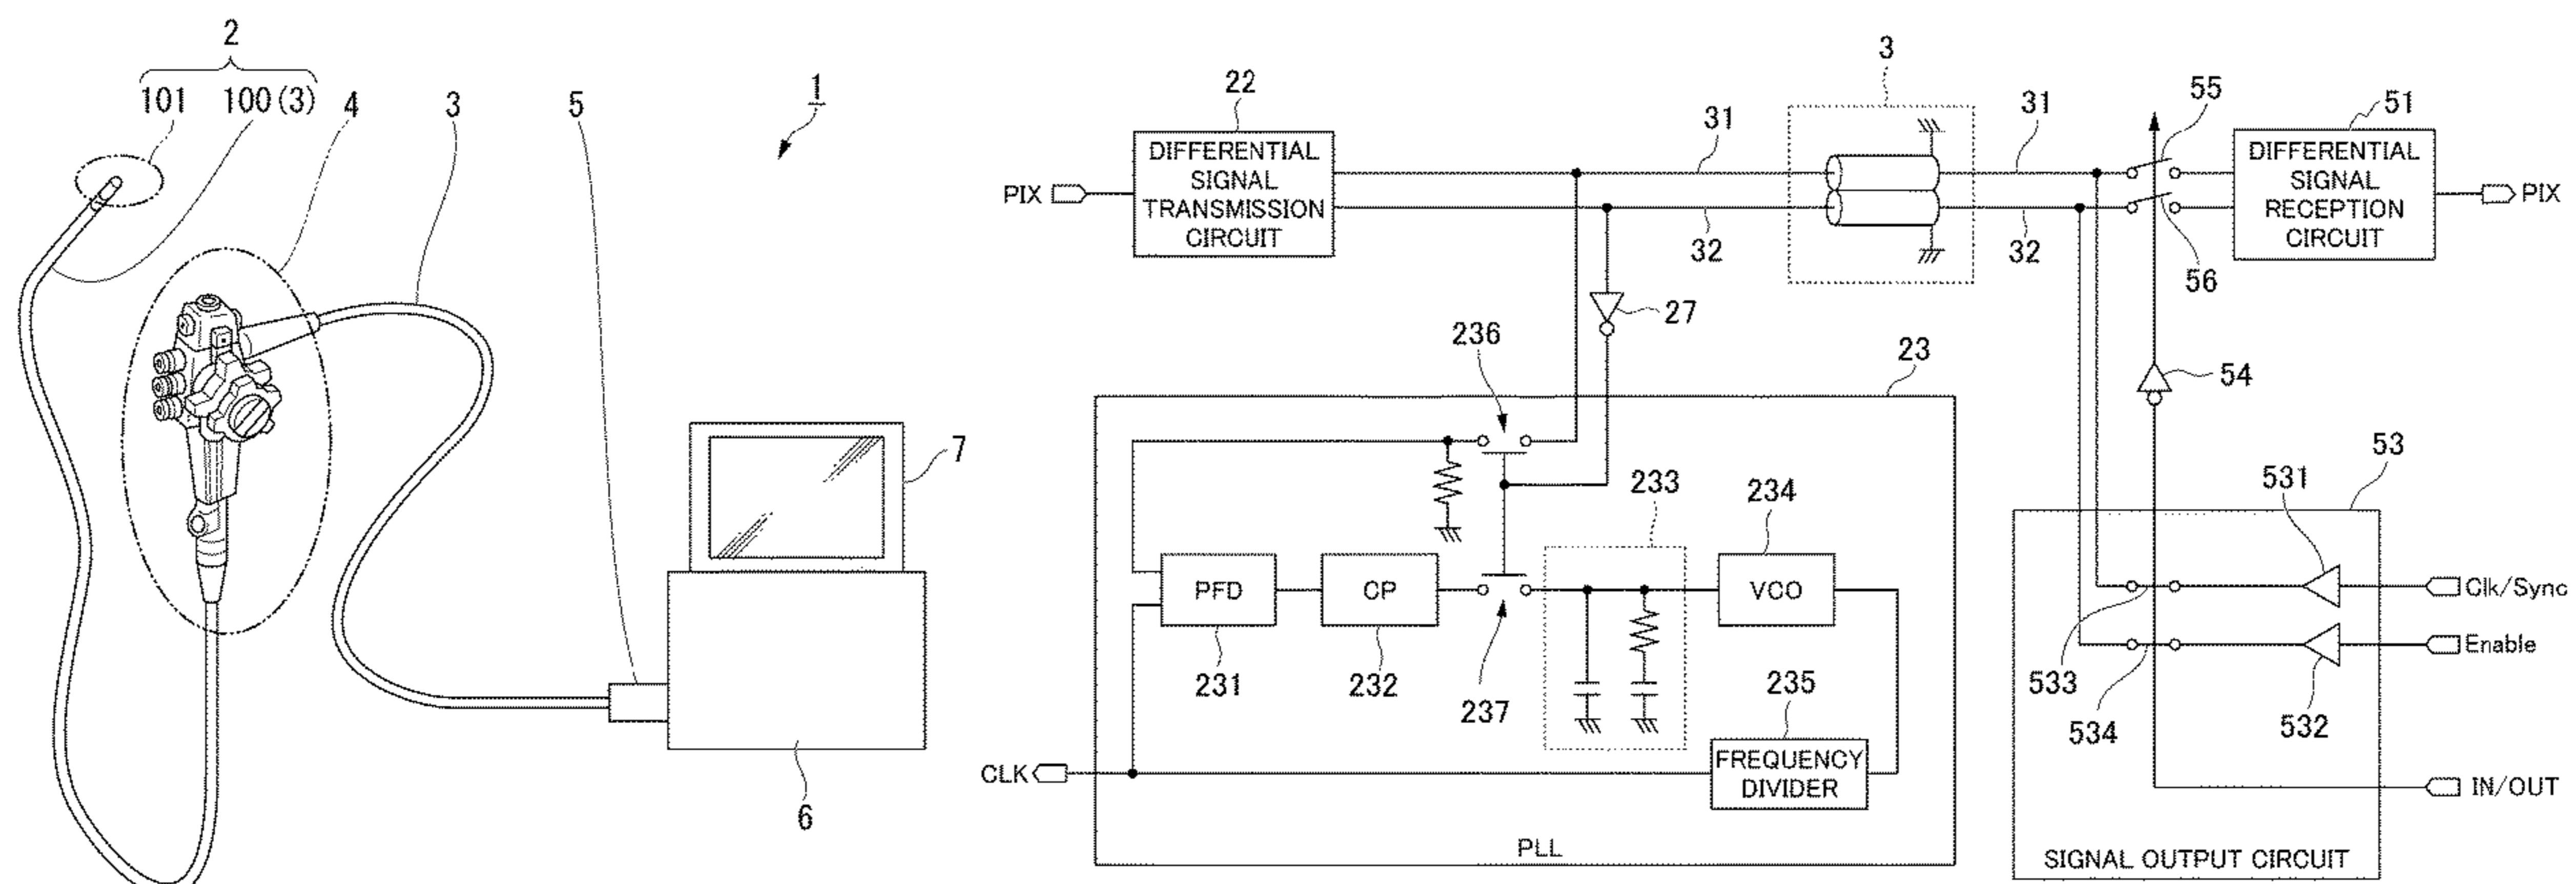 2
101 100(3) 4 3 5 1
7
6
22 31 3 31 55 51
PIX
DIFFERENTIAL
SIGNAL
TRANSMISSION
CIRCUIT
32
32
56
DIFFERENTIAL
SIGNAL
RECEPTION
CIRCUIT
PIX
27
236
23
54
233
234
53
531
PFD
CP
VCO
Clk/Sync
Enable
231
232
237
235
533
534
532
CLK
FREQUENCY
DIVIDER
IN/OUT
PLL
SIGNAL OUTPUT CIRCUIT